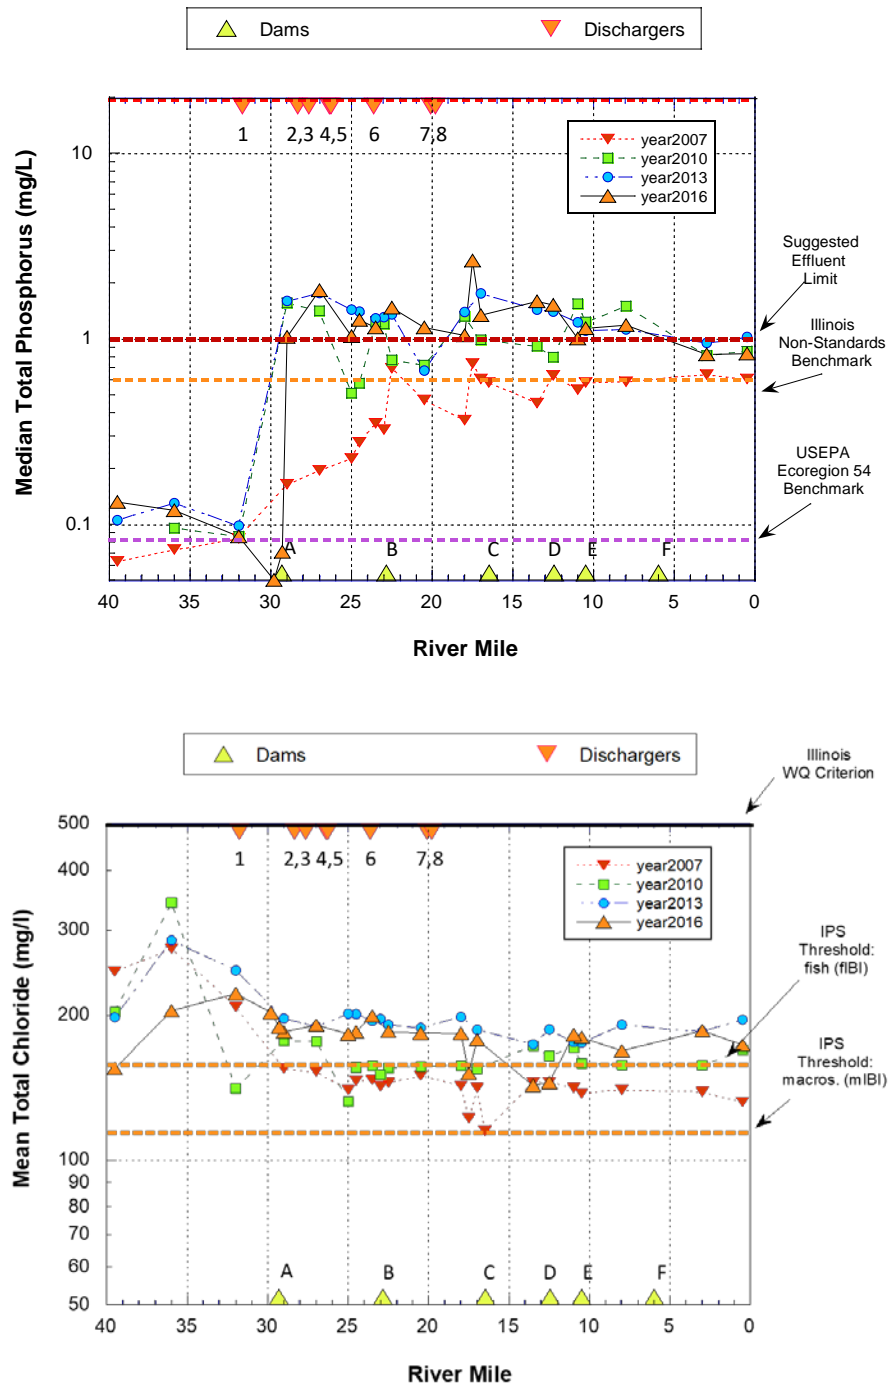 Dams Dischargers
Median Total Phosphorus (mg/L)
10
1
0.1
1 2,3 4,5 6 7,8
year2007
year2010
year2013
year2016
Suggested
Effluent
Limit
Illinois
Non-Standards
Benchmark
USEPA
Ecoregion 54
Benchmark
A B C D E F
40 35 30 25 20 15 10 5 0
River Mile
Dams Dischargers
Illinois
WQ Criterion
Mean Total Chloride (mg/l)
500
400
300
200
100
90
80
70
60
50
1 2,3 4,5 6 7,8
year2007
year2010
year2013
year2016
IPS
Threshold:
fish (fIBI)
IPS
Threshold:
macros. (mIBI)
A B C D E F
40 35 30 25 20 15 10 5 0
River Mile